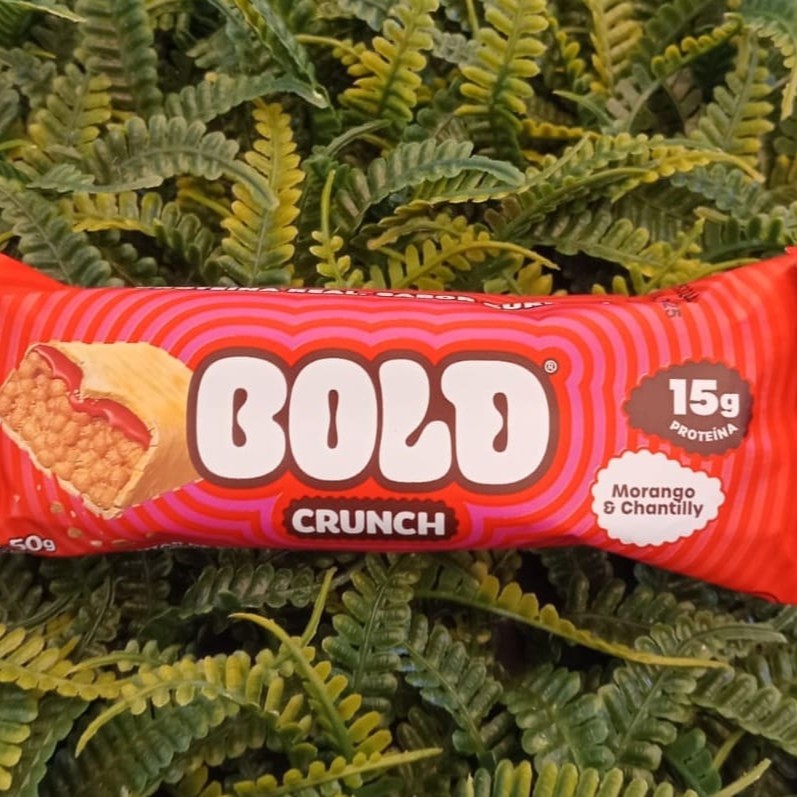 BOLD®
CRUNCH
15g
PROTEÍNA
Morango
& Chantilly
50g